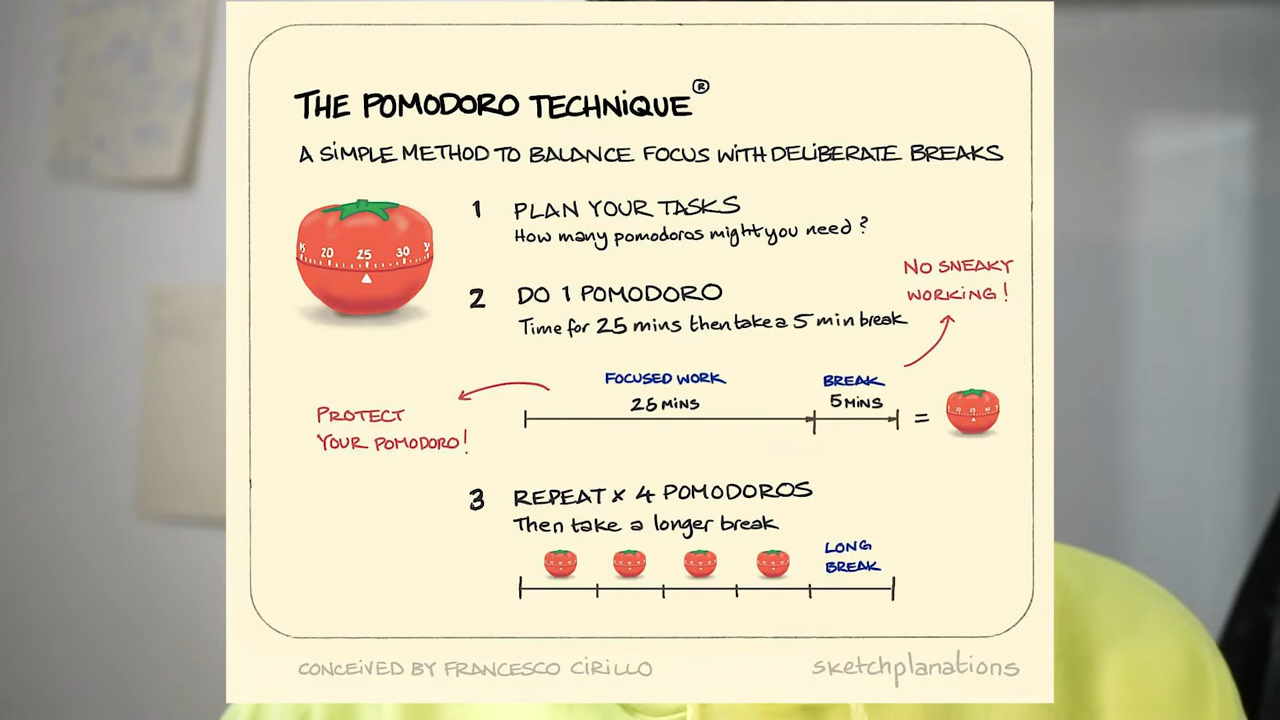 THE POMODORO TECHNIQUE®
A SIMPLE METHOD TO BALANCE FOCUS WITH DELIBERATE BREAKS
1 PLAN YOUR TASKS
How many pomodoros might you need?
2 DO 1 POMODORO
Time for 25 mins then take a 5 min break
NO SNEAKY
WORKING!
20 25 30
FOCUSED WORK
25 MINS
BREAK
5 MINS
=
PROTECT
YOUR POMODORO!
3 REPEAT x 4 POMODOROS
Then take a longer break
LONG
BREAK
CONCEIVED BY FRANCESCO CIRILLO
sketchplanations